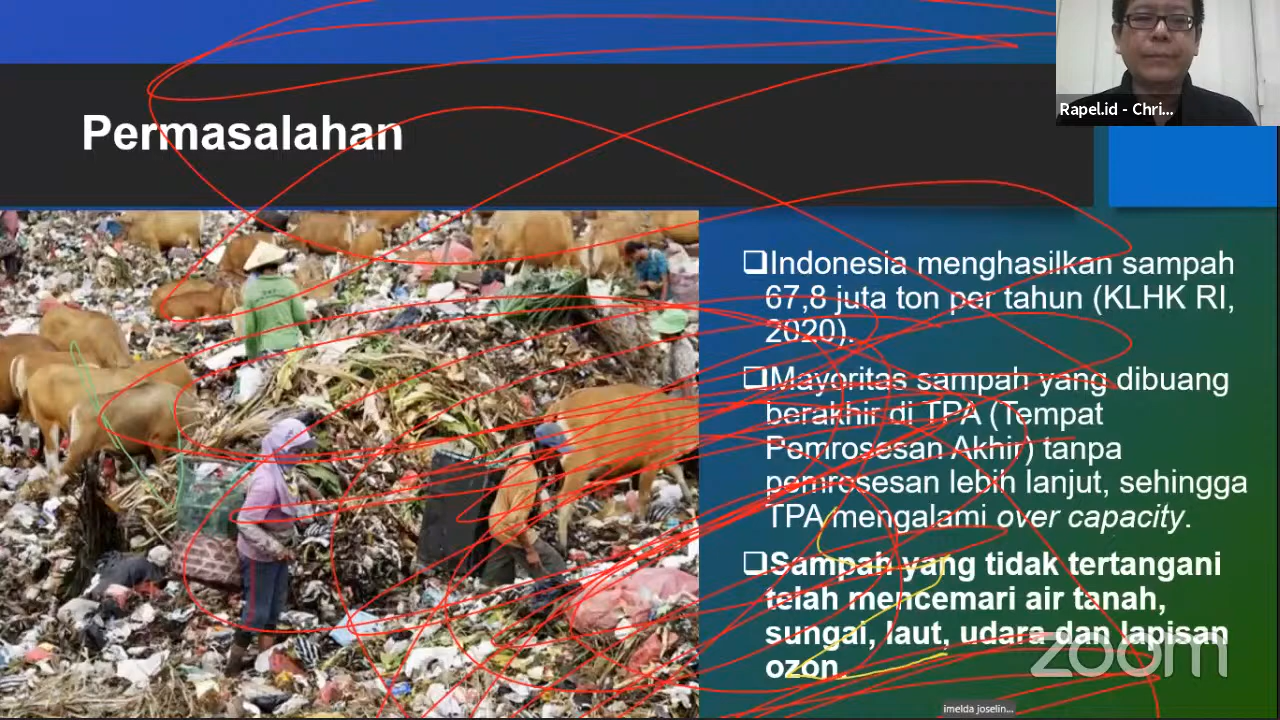 Rapel.id - Chri...
Permasalahan
❑Indonesia menghasilkan sampah
67,8 juta ton per tahun (KLHK RI,
2020).
❑Mayoritas sampah yang dibuang
berakhir di TPA (Tempat
Pemrosesan Akhir) tanpa
pemrosesan lebih lanjut, sehingga
TPA mengalami over capacity.
❑Sampah yang tidak tertangani
telah mencemari air tanah,
sungai, laut, udara dan lapisan
ozon.
zoom
imelda joselin...